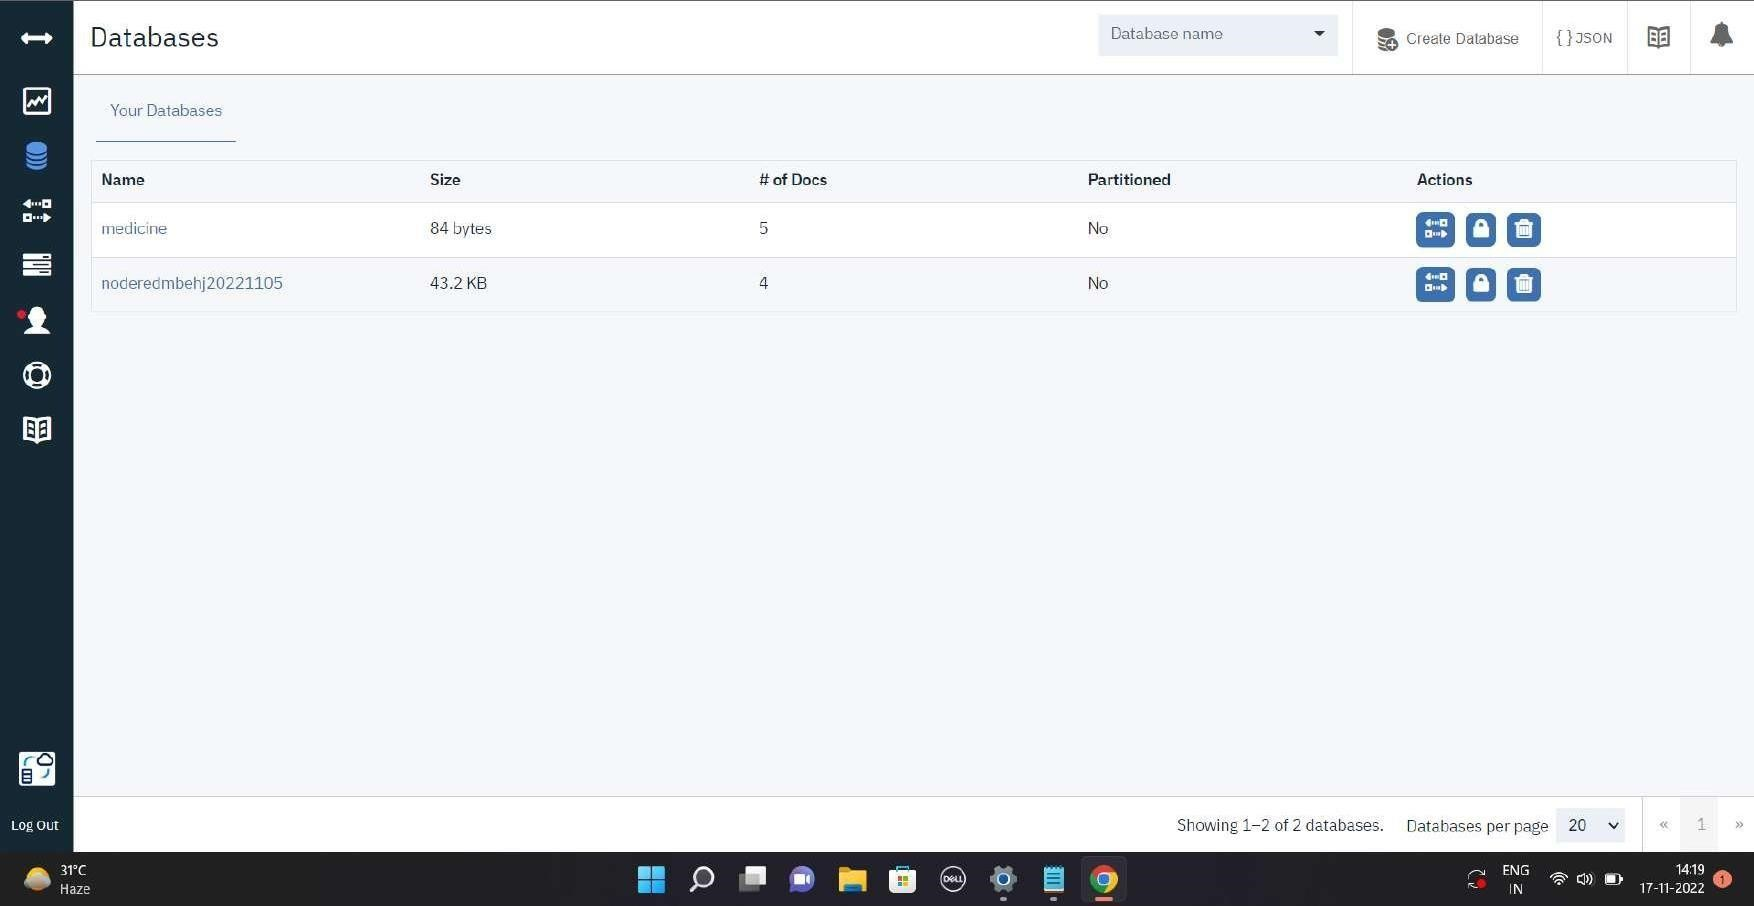 Databases
Database name
Create Database
{ } JSON
Your Databases
Name Size # of Docs Partitioned Actions
medicine 84 bytes 5 No
noderedmbehj20221105 43.2 KB 4 No
Log Out
Showing 1–2 of 2 databases. Databases per page 20 « 1 »
31°C
Haze
DELL
ENG
IN
14:19
17-11-2022
1